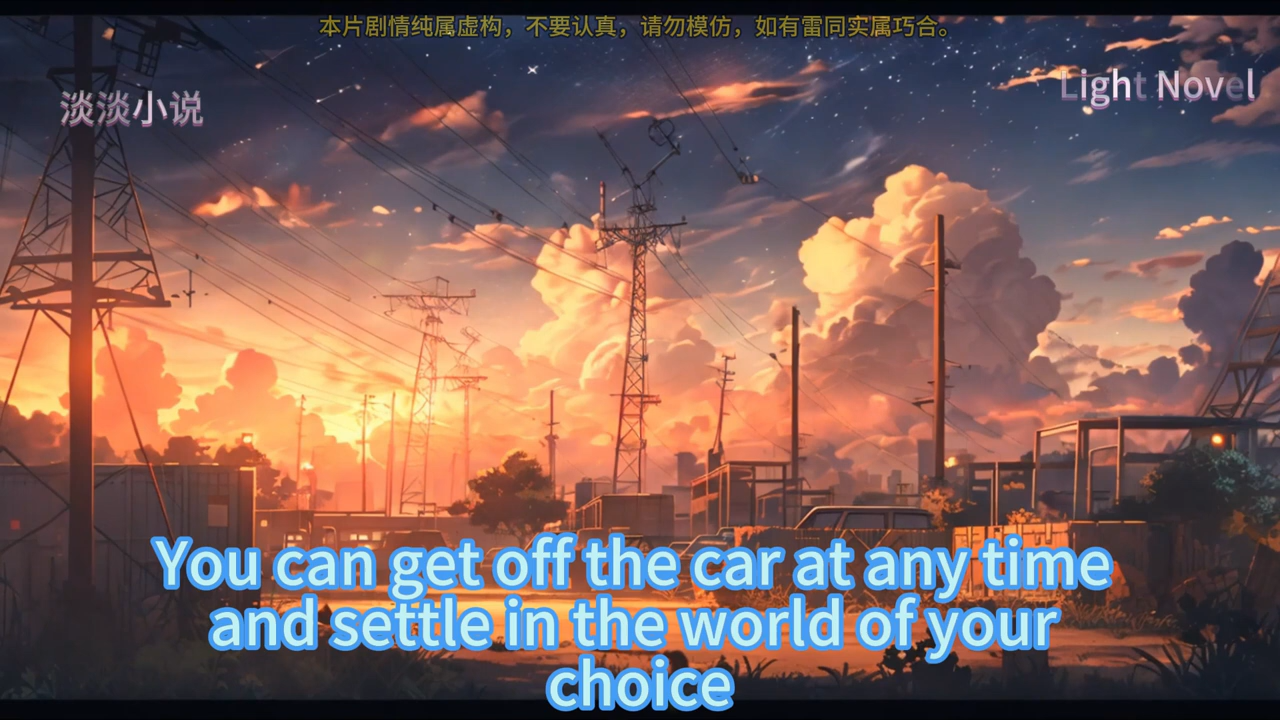 本片剧情纯属虚构，不要认真，请勿模仿，如有雷同实属巧合。
淡淡小说
Light Novel
You can get off the car at any time
and settle in the world of your
choice